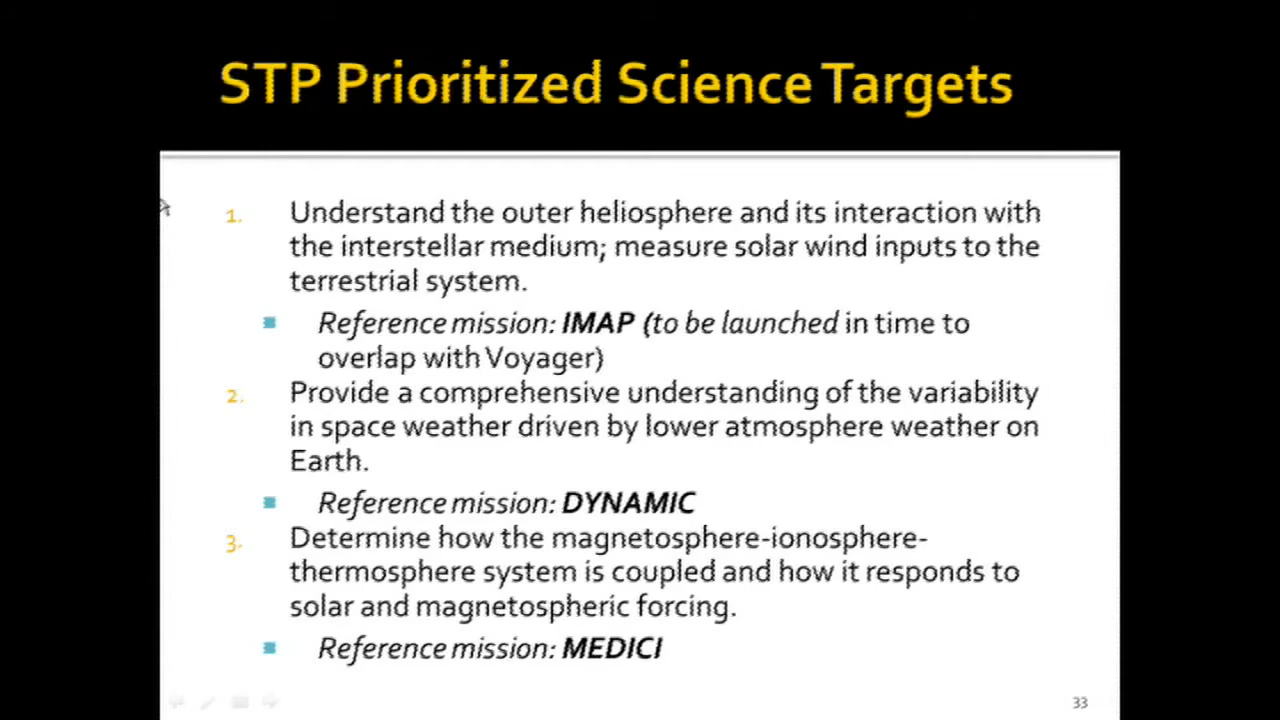 STP Prioritized Science Targets
1. Understand the outer heliosphere and its interaction with
the interstellar medium; measure solar wind inputs to the
terrestrial system.
Reference mission: IMAP (to be launched in time to
overlap with Voyager)
2. Provide a comprehensive understanding of the variability
in space weather driven by lower atmosphere weather on
Earth.
Reference mission: DYNAMIC
3. Determine how the magnetosphere-ionosphere-
thermosphere system is coupled and how it responds to
solar and magnetospheric forcing.
Reference mission: MEDICI
33